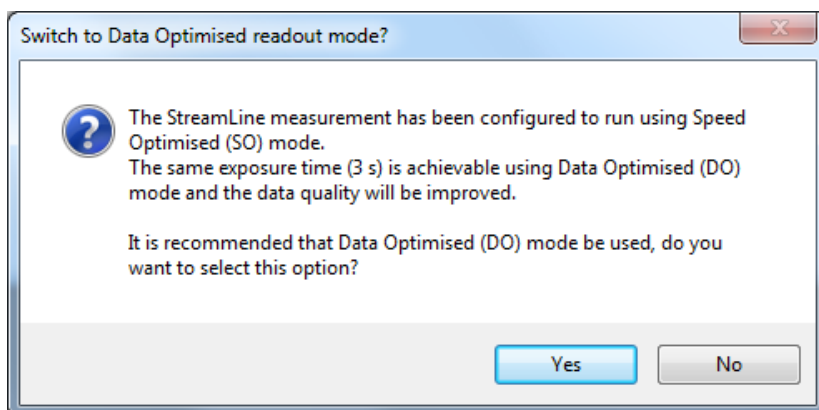 Switch to Data Optimised readout mode?
The StreamLine measurement has been configured to run using Speed
Optimised (SO) mode.
The same exposure time (3 s) is achievable using Data Optimised (DO)
mode and the data quality will be improved.
It is recommended that Data Optimised (DO) mode be used, do you
want to select this option?
Yes
No